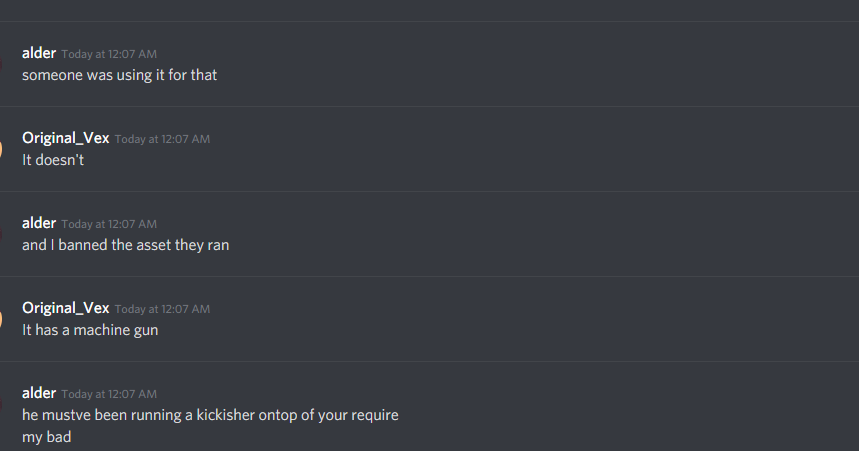 alder Today at 12:07 AM
someone was using it for that
Original_Vex Today at 12:07 AM
It doesn't
alder Today at 12:07 AM
and I banned the asset they ran
Original_Vex Today at 12:07 AM
It has a machine gun
alder Today at 12:07 AM
he mustve been running a kickisher ontop of your require
my bad